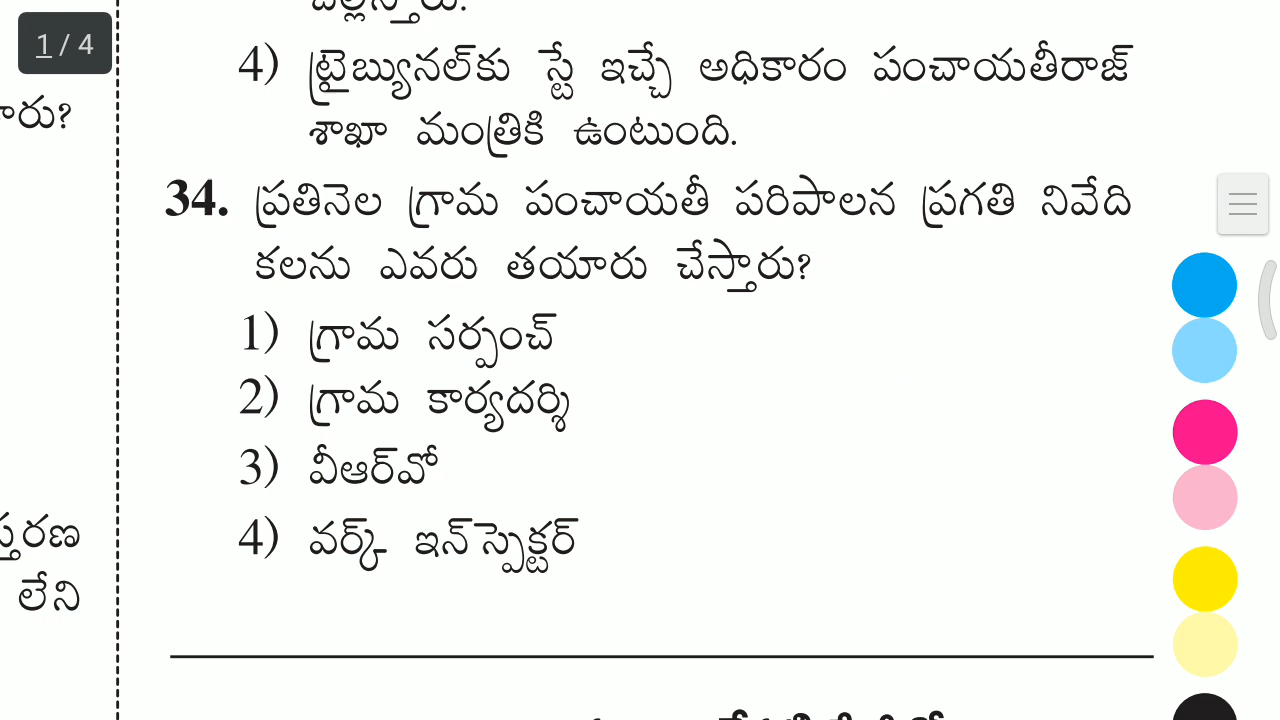 1 / 4
4) ట్రైబ్యునల్‌కు స్టే ఇచ్చే అధికారం పంచాయతీరాజ్
శాఖా మంత్రికి ఉంటుంది.
34. ప్రతినెల గ్రామ పంచాయతీ పరిపాలన ప్రగతి నివేది
కలను ఎవరు తయారు చేస్తారు?
1) గ్రామ సర్పంచ్
2) గ్రామ కార్యదర్శి
3) వీఆర్‌వో
4) వర్క్ ఇన్‌స్పెక్టర్
లేని